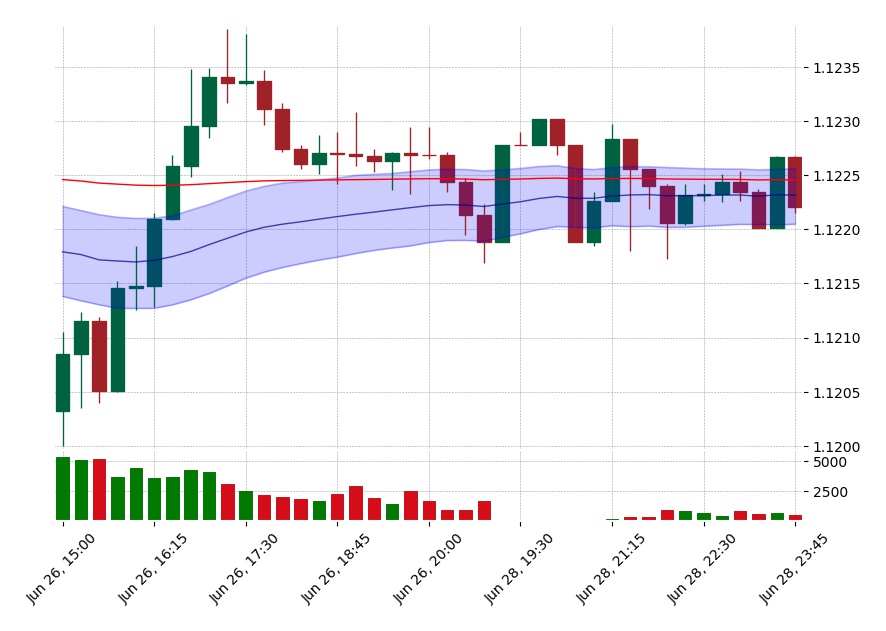 1.1235
1.1230
1.1225
1.1220
1.1215
1.1210
1.1205
1.1200
5000
2500
Jun 26, 15:00
Jun 26, 16:15
Jun 26, 17:30
Jun 26, 18:45
Jun 26, 20:00
Jun 28, 19:30
Jun 28, 21:15
Jun 28, 22:30
Jun 28, 23:45